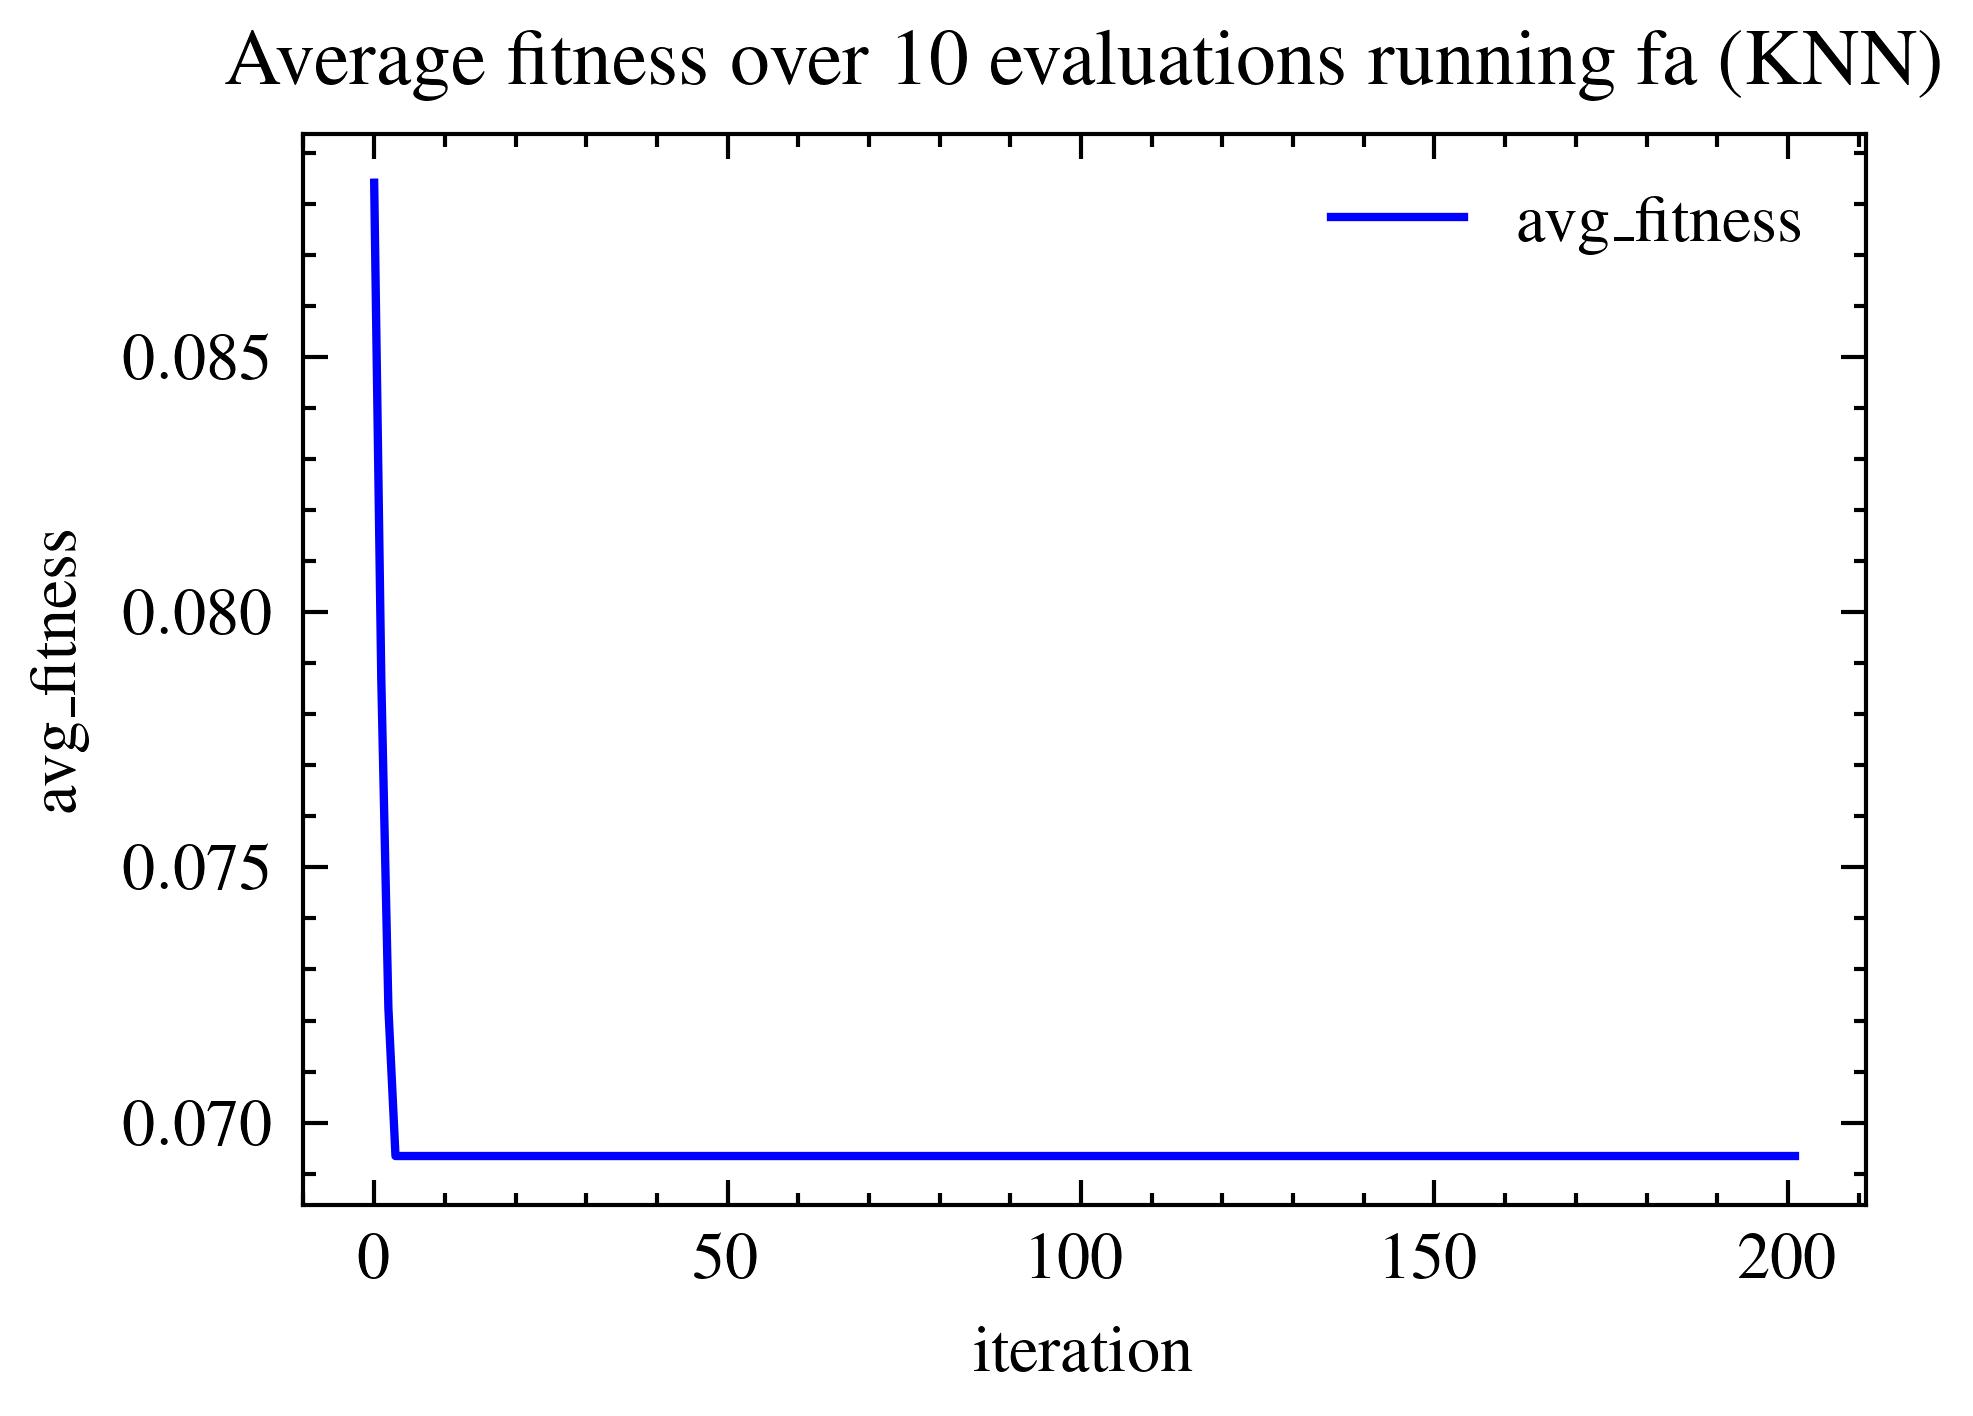 Average fitness over 10 evaluations running fa (KNN)
avg_fitness
0.085
0.080
0.075
0.070
avg_fitness
0 50 100 150 200
iteration